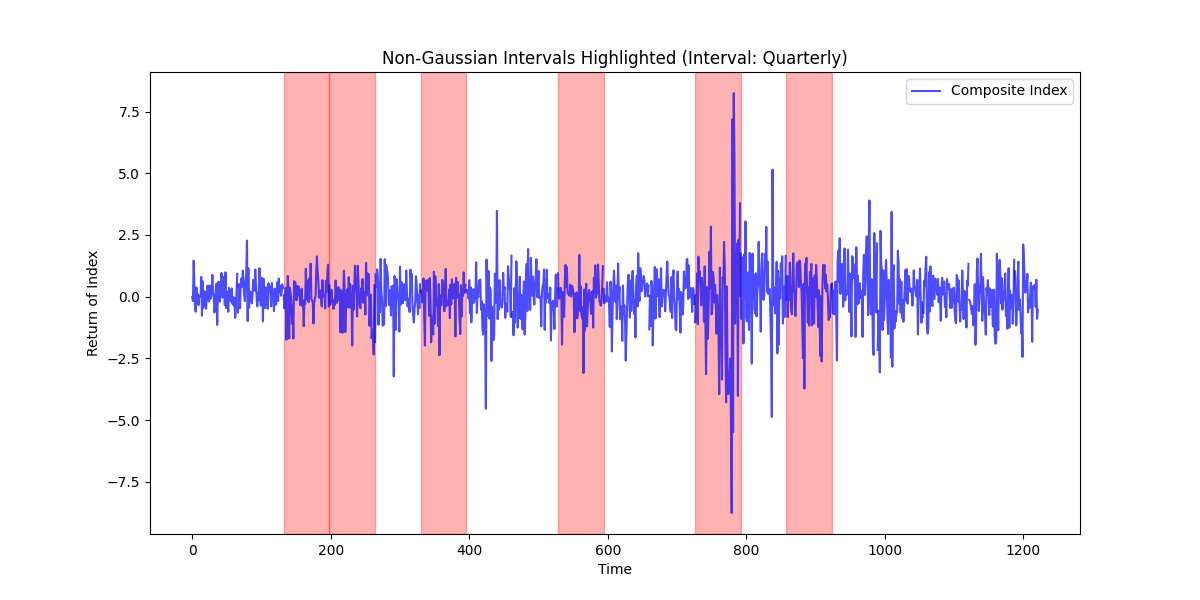 Non-Gaussian Intervals Highlighted (Interval: Quarterly)
Composite Index
7.5
5.0
2.5
0.0
−2.5
−5.0
−7.5
Return of Index
0 200 400 600 800 1000 1200
Time